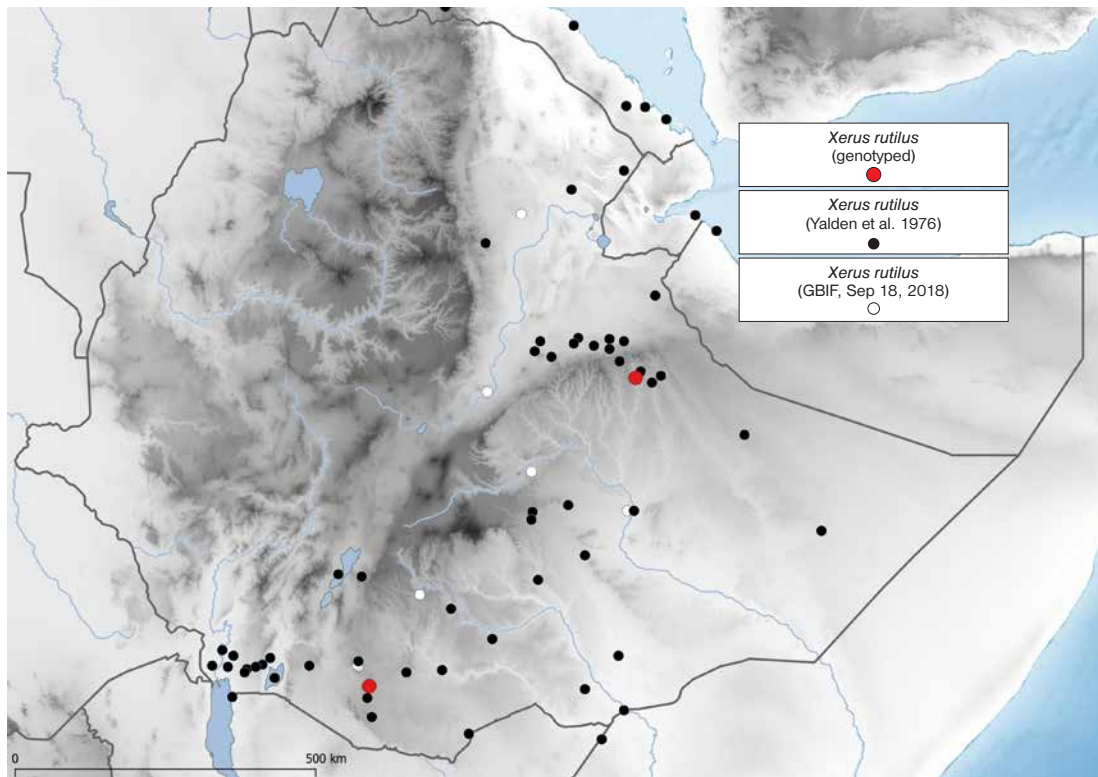 Xerus rutilus
(genotyped)
Xerus rutilus
(Yalden et al. 1976)
Xerus rutilus
(GBIF, Sep 18, 2018)
0
500 km